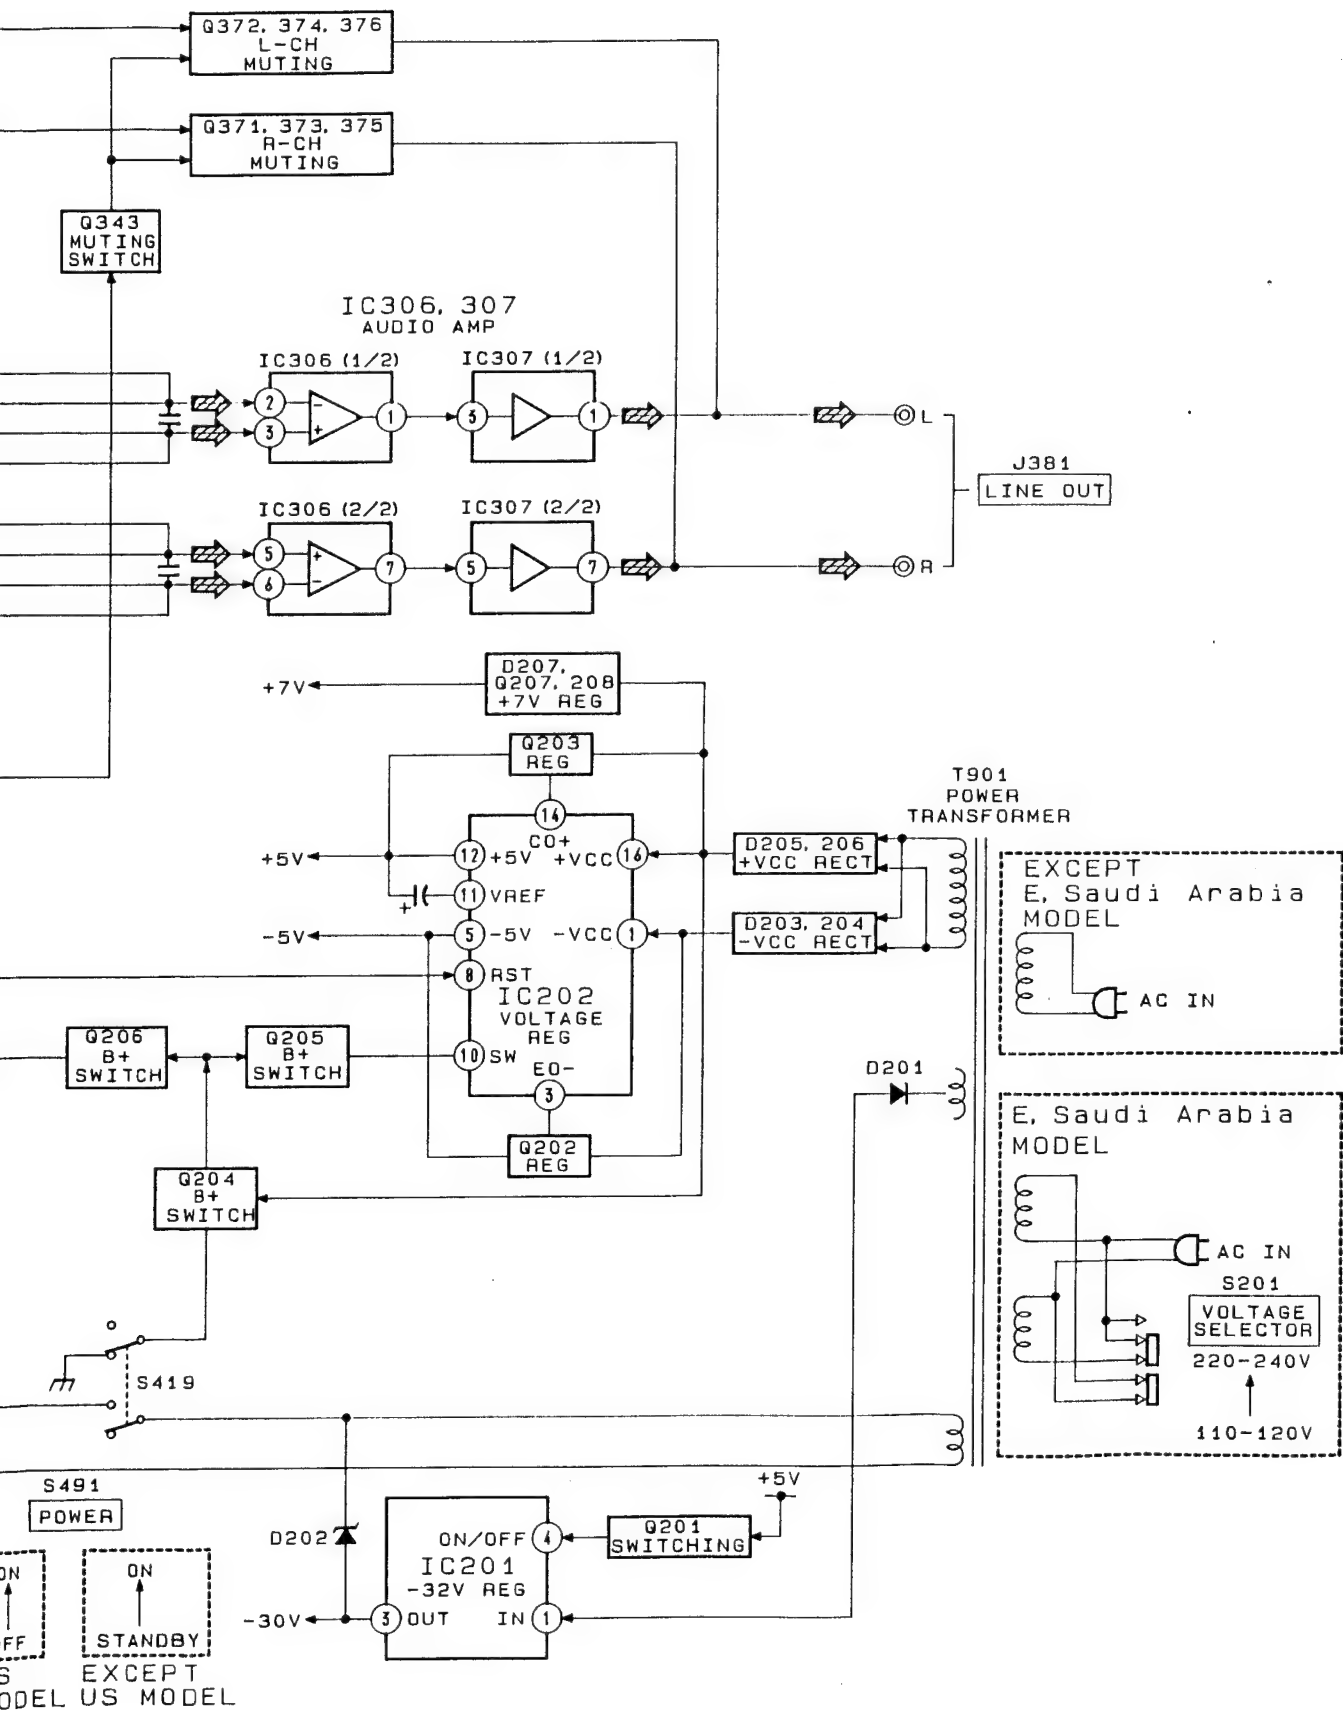 Q372, 374, 376
L-CH
MUTING
Q371, 373, 375
R-CH
MUTING
Q343
MUTING
SWITCH
IC306, 307
AUDIO AMP
IC306 (1/2)
IC307 (1/2)
2
-
3
+
1
1
L
J381
LINE OUT
IC306 (2/2)
IC307 (2/2)
5
+
6
-
7
5
7
R
D207,
Q207, 208
+7V REG
+7V
Q203
REG
T901
POWER
TRANSFORMER
14
CO+
+5V
12
+5V
+VCC
16
D205, 206
+VCC RECT
+
11
VREF
-5V
5
-5V
-VCC
1
D203, 204
-VCC RECT
8
RST
IC202
VOLTAGE
REG
10
SW
EO-
3
Q202
REG
Q206
B+
SWITCH
Q205
B+
SWITCH
Q204
B+
SWITCH
D201
EXCEPT
E, Saudi Arabia
MODEL
AC IN
E, Saudi Arabia
MODEL
AC IN
S201
VOLTAGE
SELECTOR
220-240V
110-120V
S419
S491
POWER
ON
STANDBY
EXCEPT
US MODEL
D202
+5V
Q201
SWITCHING
ON/OFF
4
IC201
-32V REG
-30V
3
OUT
IN
1